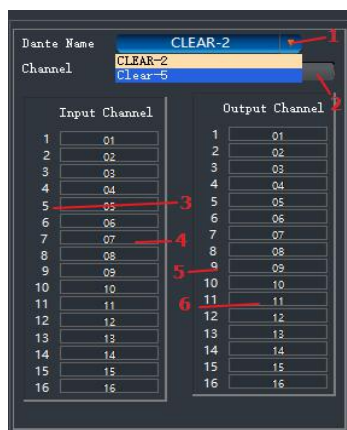 Dante Name CLEAR-2 1
CLEAR-2
Channel Clear-5 2
Input Channel Output Channel
1 01 1 01
2 02 2 02
3 03 3 03
4 04 4 04
5 05 3 5 05
6 06 6 06
7 07 4 7 07
8 08 8 08
9 09 5 9 09
10 10 10 10
11 11 6 11 11
12 12 12 12
13 13 13 13
14 14 14 14
15 15 15 15
16 16 16 16